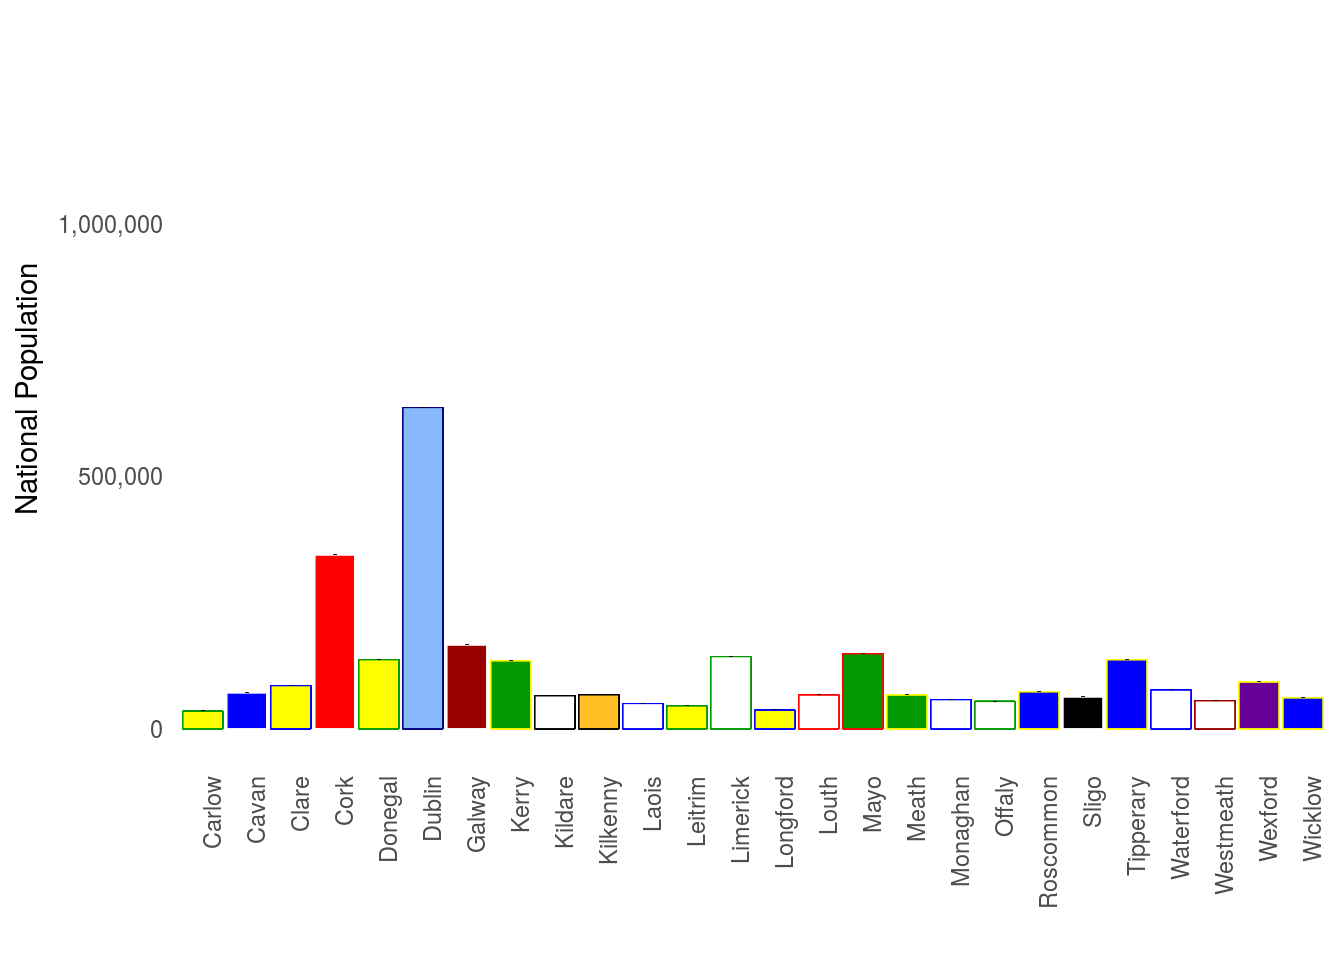 National Population
1,000,000
500,000
0
Carlow
Cavan
Clare
Cork
Donegal
Dublin
Galway
Kerry
Kildare
Kilkenny
Laois
Leitrim
Limerick
Longford
Louth
Mayo
Meath
Monaghan
Offaly
Roscommon
Sligo
Tipperary
Waterford
Westmeath
Wexford
Wicklow